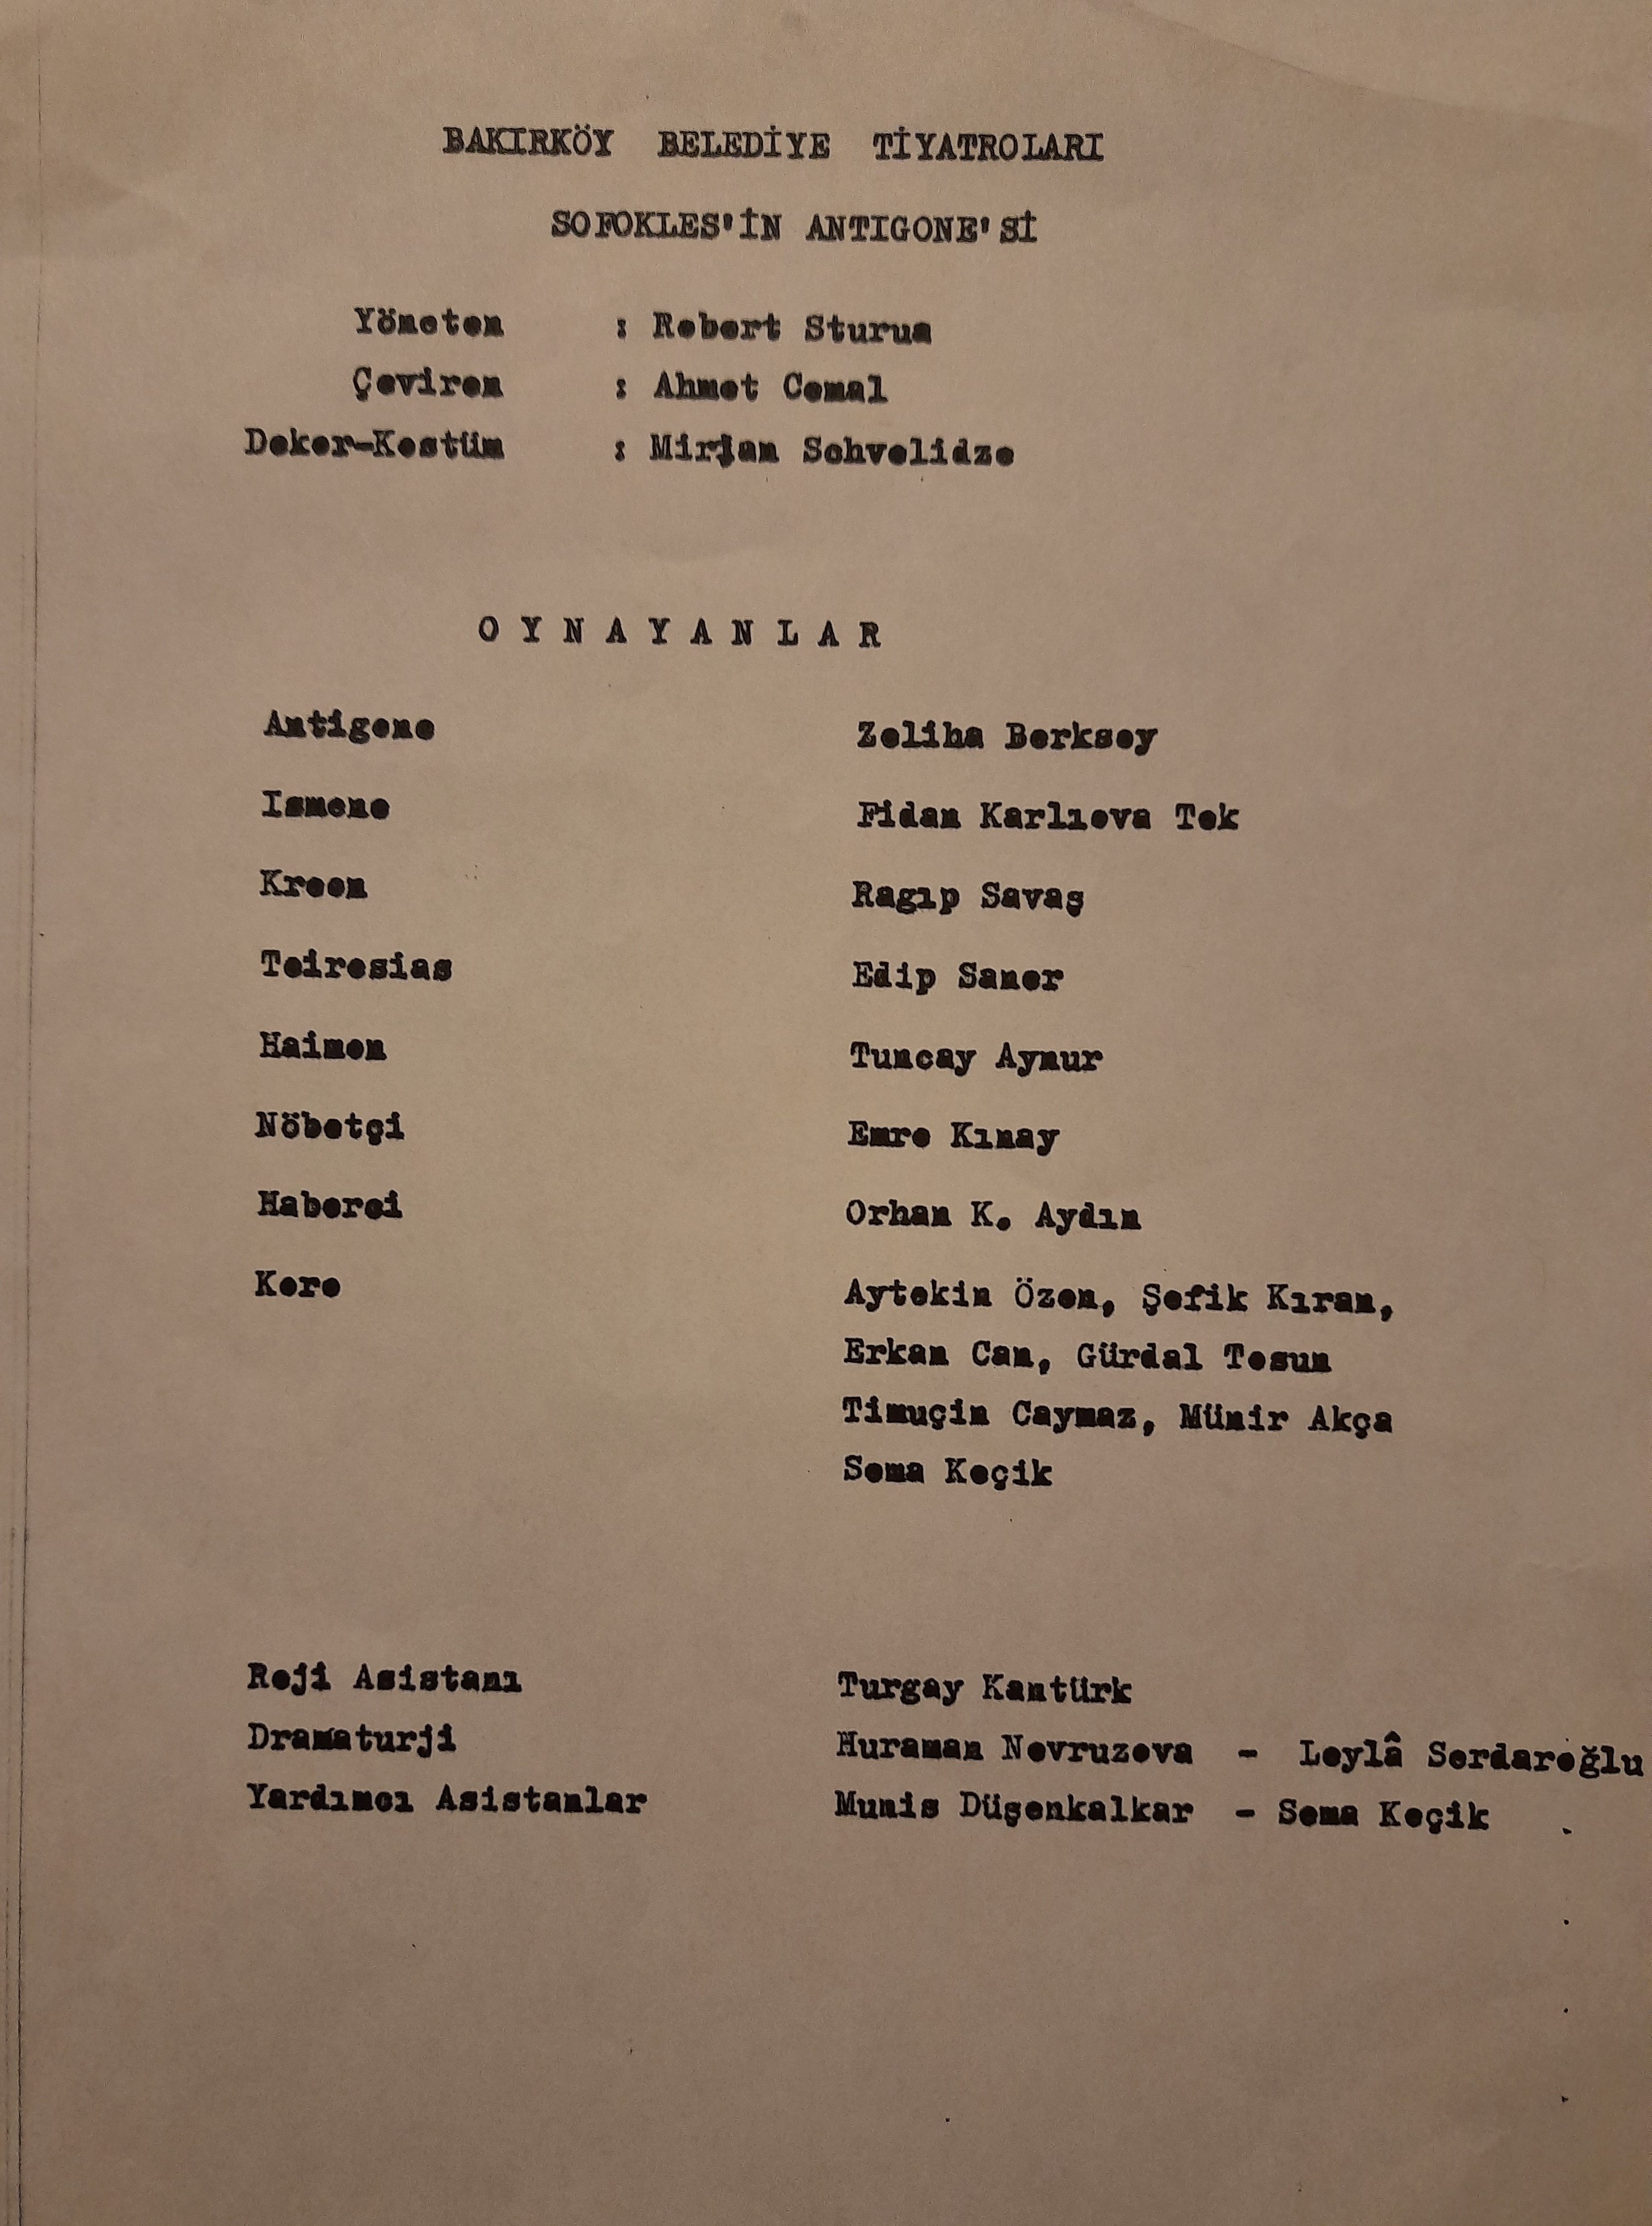 BAKIRKÖY BELEDİYE TİYATROLARI
SOFOKLES'İN ANTIGONE'Sİ
Yöneten : Robert Sturua
Çeviren : Ahmet Cemal
Dekor-Kostüm : Mirjan Schvelidze
OYNAYANLAR
Antigone Zeliha Berksoy
Ismene Fidan Karlıova Tek
Kreon Ragıp Savaş
Teiresias Edip Saner
Haimon Tuncay Aynur
Nöbetçi Emre Kınay
Haberci Orhan K. Aydın
Koro Aytekin Özen, Şefik Kıran,
Erkan Can, Gürdal Tosun
Timuçin Caymaz, Münir Akça
Sema Keçik
Reji Asistanı Turgay Kantürk
Dramaturji Huraman Nevruzova - Leylâ Serdaroğlu
Yardımcı Asistanlar Munis Düşenkalkar - Sema Keçik